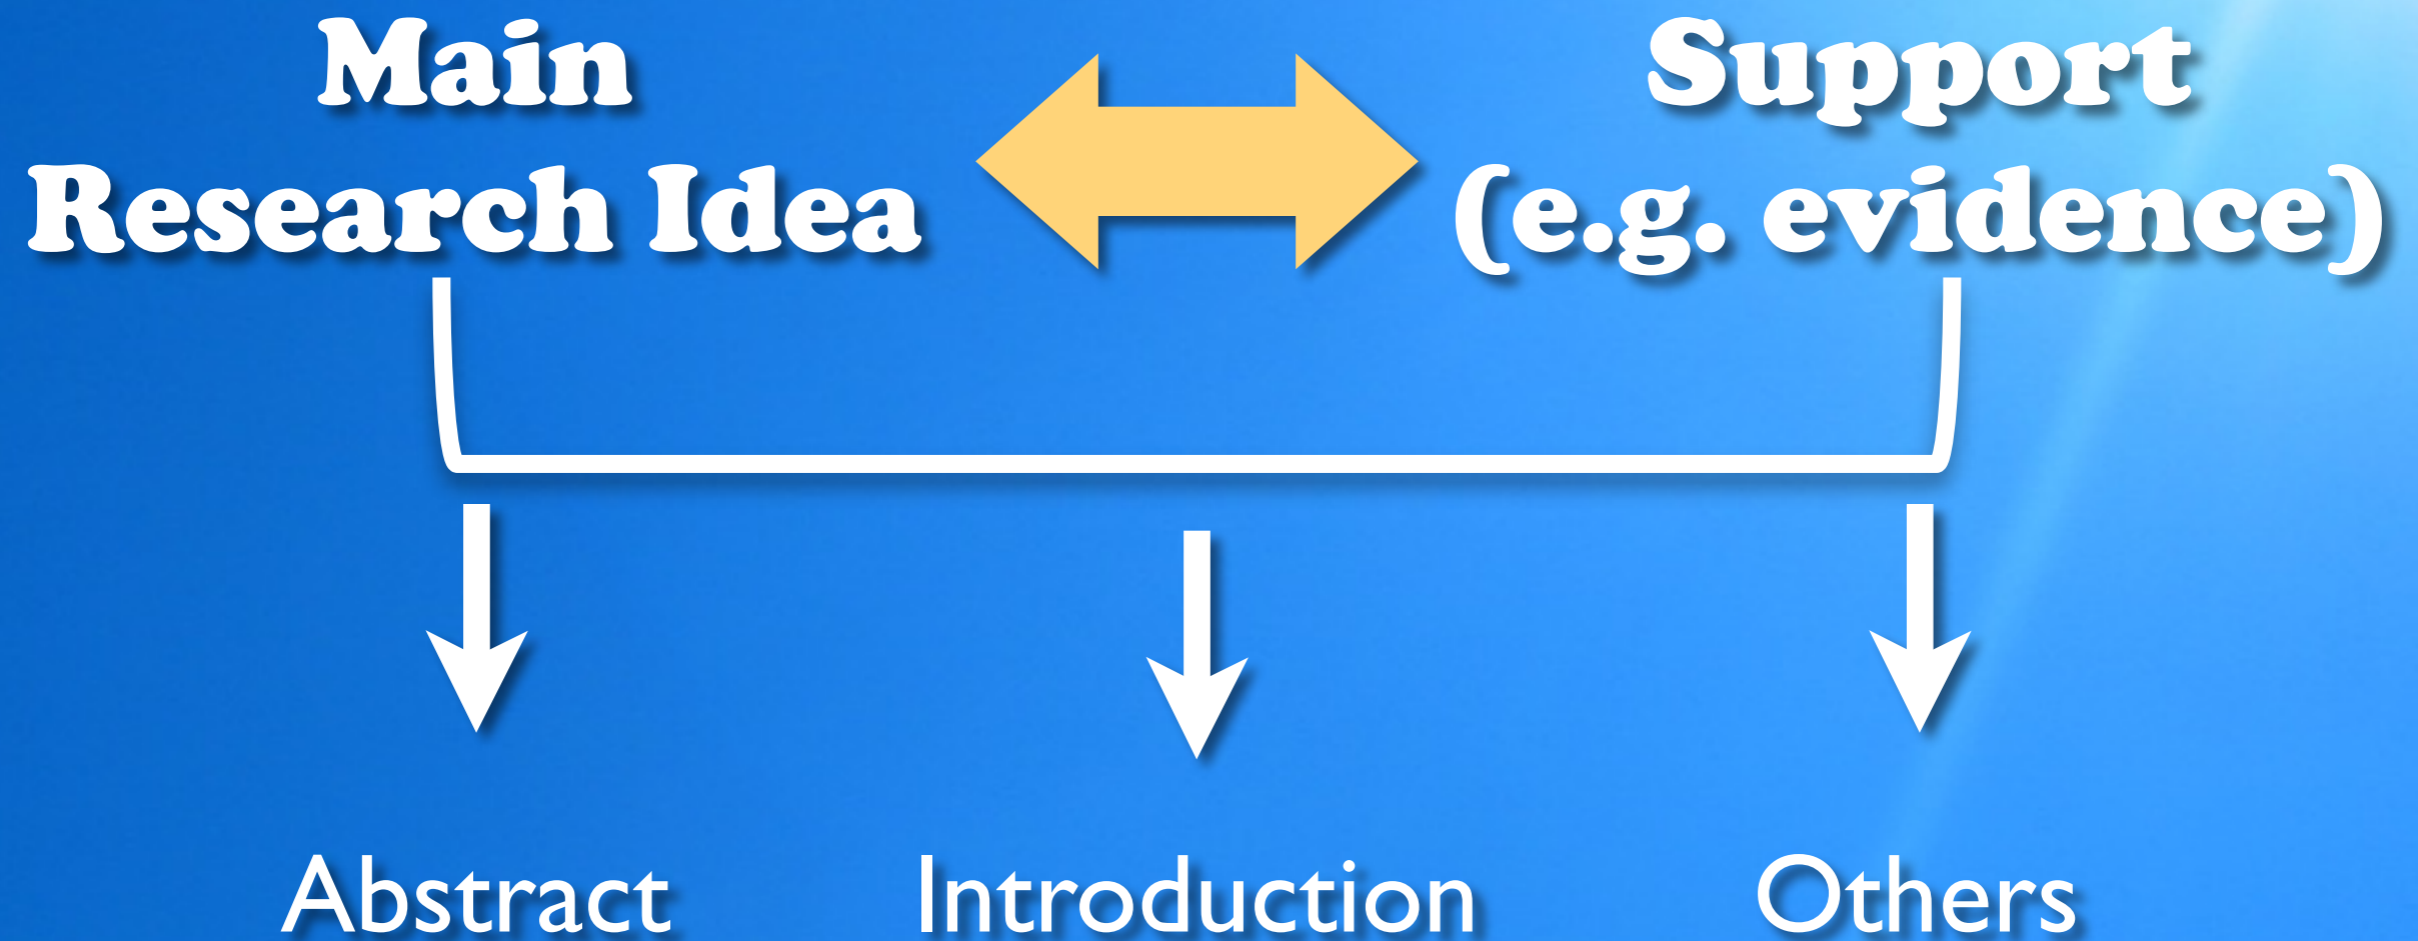 Main
Research Idea
Support
(e.g. evidence)
Abstract
Introduction
Others